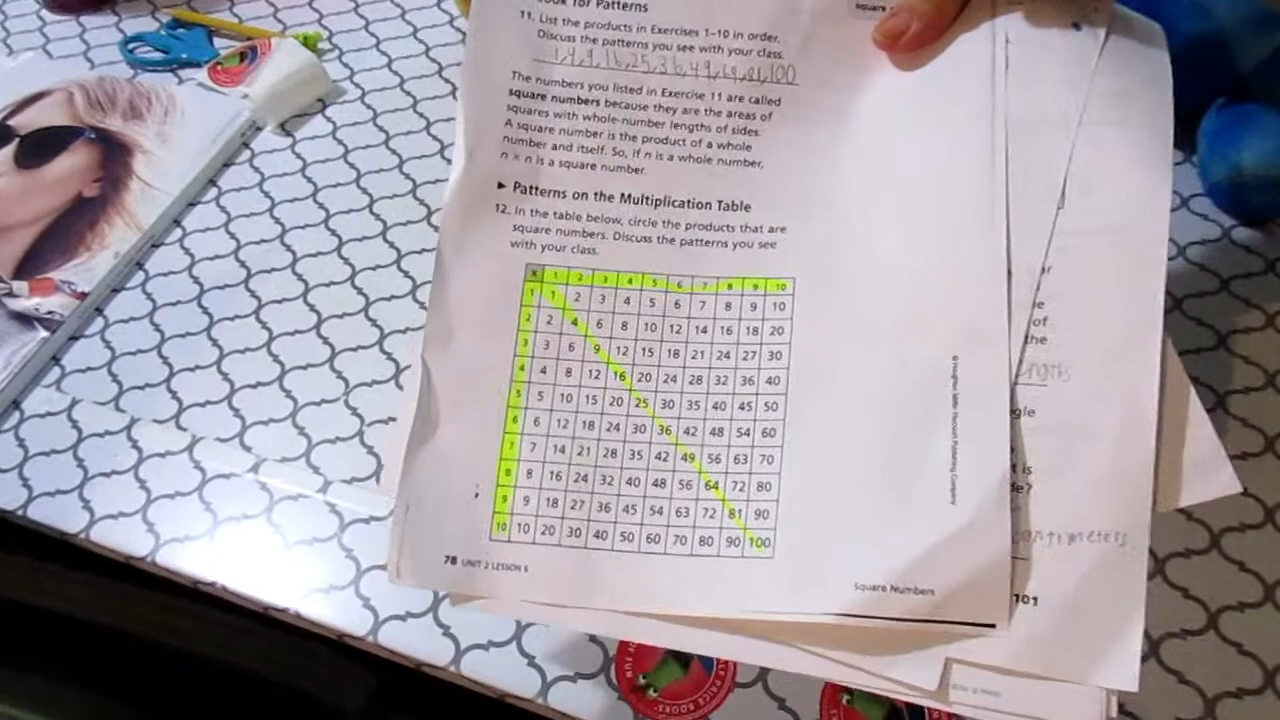 for Patterns
square
11. List the products in Exercises 1–10 in order.
Discuss the patterns you see with your class.
1,4,9,16,25,36,49,64,81,100
The numbers you listed in Exercise 11 are called
square numbers because they are the areas of
squares with whole-number lengths of sides.
A square number is the product of a whole
number and itself. So, if n is a whole number,
n × n is a square number.
► Patterns on the Multiplication Table
12. In the table below, circle the products that are
square numbers. Discuss the patterns you see
with your class.
x 1 2 3 4 5 6 7 8 9 10
1 1 2 3 4 5 6 7 8 9 10
2 2 4 6 8 10 12 14 16 18 20
3 3 6 9 12 15 18 21 24 27 30
4 4 8 12 16 20 24 28 32 36 40
5 5 10 15 20 25 30 35 40 45 50
6 6 12 18 24 30 36 42 48 54 60
7 7 14 21 28 35 42 49 56 63 70
8 8 16 24 32 40 48 56 64 72 80
9 9 18 27 36 45 54 63 72 81 90
10 10 20 30 40 50 60 70 80 90 100
78 UNIT 2 LESSON 6
Square Numbers
© Houghton Mifflin Harcourt Publishing Company
of
the
is
101
HALF PRICE BOOKS
OF FUN